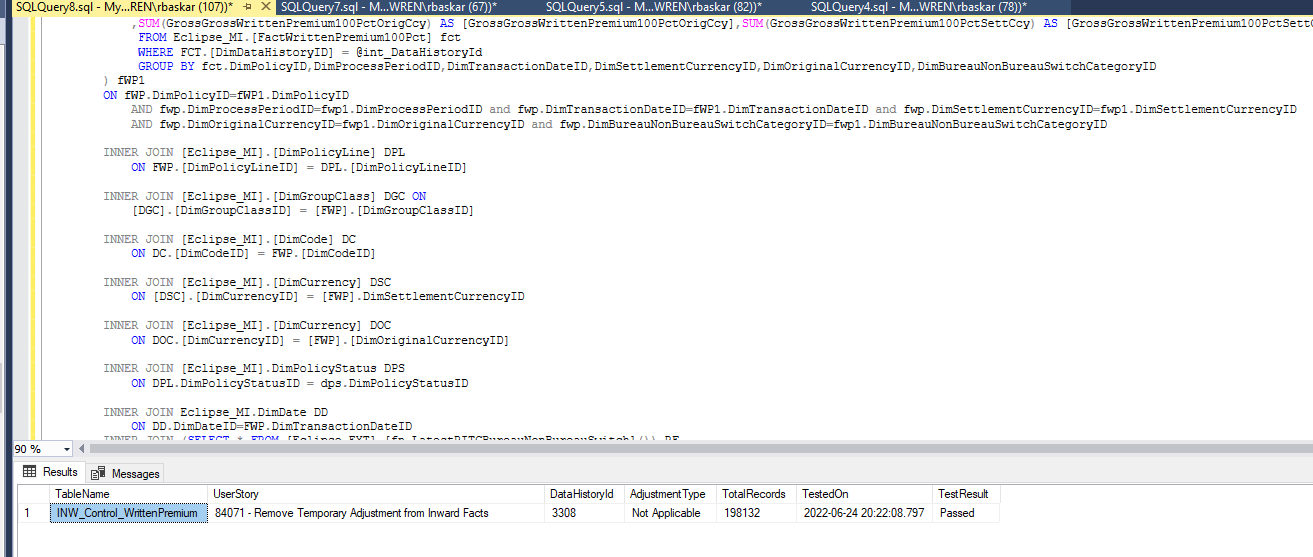 SQLQuery8.sql - My...REN\rbaskar (107))* SQLQuery7.sql - M...WREN\rbaskar (67))* SQLQuery5.sql - M...WREN\rbaskar (82))* SQLQuery4.sql - M...WREN\rbaskar (78))*
,SUM(GrossGrossWrittenPremium100PctOrigCcy) AS [GrossGrossWrittenPremium100PctOrigCcy],SUM(GrossGrossWrittenPremium100PctSettCcy) AS [GrossGrossWrittenPremium100PctSettC
FROM Eclipse_MI.[FactWrittenPremium100Pct] fct
WHERE FCT.[DimDataHistoryID] = @int_DataHistoryId
GROUP BY fct.DimPolicyID,DimProcessPeriodID,DimTransactionDateID,DimSettlementCurrencyID,DimOriginalCurrencyID,DimBureauNonBureauSwitchCategoryID
) fWP1
ON fWP.DimPolicyID=fWP1.DimPolicyID
AND fwp.DimProcessPeriodID=fwp1.DimProcessPeriodID and fwp.DimTransactionDateID=fWP1.DimTransactionDateID and fwp.DimSettlementCurrencyID=fwp1.DimSettlementCurrencyID
AND fwp.DimOriginalCurrencyID=fwp1.DimOriginalCurrencyID and fwp.DimBureauNonBureauSwitchCategoryID=fwp1.DimBureauNonBureauSwitchCategoryID
INNER JOIN [Eclipse_MI].[DimPolicyLine] DPL
ON FWP.[DimPolicyLineID] = DPL.[DimPolicyLineID]
INNER JOIN [Eclipse_MI].[DimGroupClass] DGC ON
[DGC].[DimGroupClassID] = [FWP].[DimGroupClassID]
INNER JOIN [Eclipse_MI].[DimCode] DC
ON DC.[DimCodeID] = FWP.[DimCodeID]
INNER JOIN [Eclipse_MI].[DimCurrency] DSC
ON [DSC].[DimCurrencyID] = [FWP].DimSettlementCurrencyID
INNER JOIN [Eclipse_MI].[DimCurrency] DOC
ON DOC.[DimCurrencyID] = [FWP].[DimOriginalCurrencyID]
INNER JOIN [Eclipse_MI].DimPolicyStatus DPS
ON DPL.DimPolicyStatusID = dps.DimPolicyStatusID
INNER JOIN Eclipse_MI.DimDate DD
ON DD.DimDateID=FWP.DimTransactionDateID
INNER JOIN (SELECT * FROM
90 %
Results Messages
TableName UserStory DataHistoryId AdjustmentType TotalRecords TestedOn TestResult
1 INW_Control_WrittenPremium 84071 - Remove Temporary Adjustment from Inward Facts 3308 Not Applicable 198132 2022-06-24 20:22:08.797 Passed